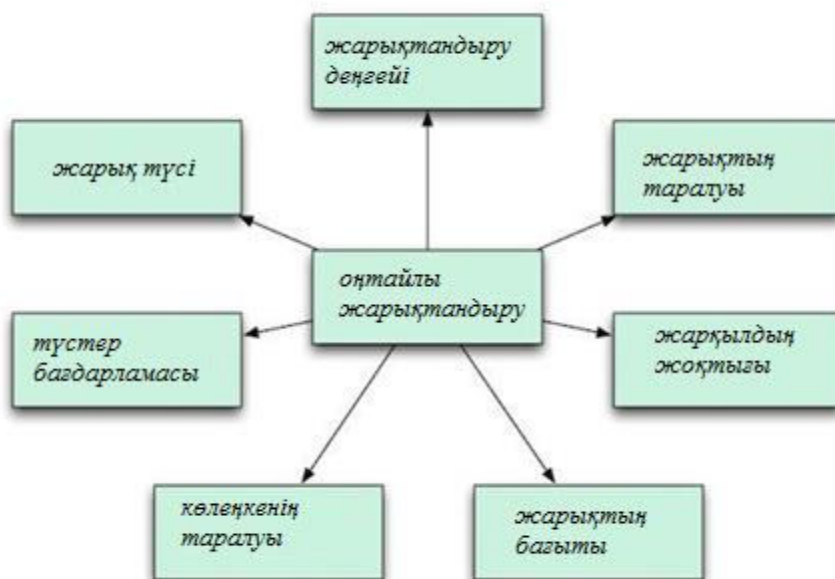 жарықтандыру
деңгейі
жарық түсі
жарықтың
таралуы
оңтайлы
жарықтандыру
түстер
бағдарламасы
жарқылдың
жоқтығы
көлеңкенің
таралуы
жарықтың
бағыты